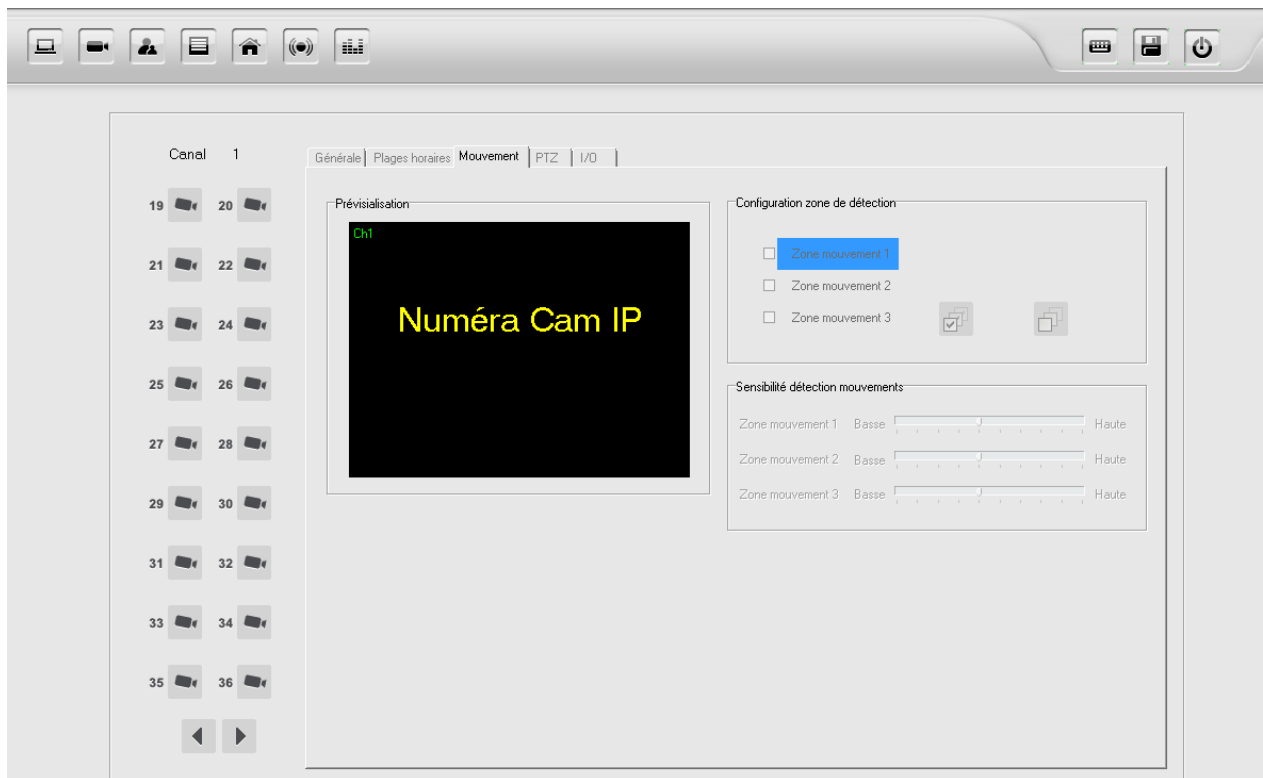 Canal 1
Générale Plages horaires Mouvement PTZ I/O
19 20
21 22
23 24
25 26
27 28
29 30
31 32
33 34
35 36
Prévisialisation
Ch1
Numéra Cam IP
Configuration zone de détection
Zone mouvement 1
Zone mouvement 2
Zone mouvement 3
Sensibilité détection mouvements
Zone mouvement 1 Basse Haute
Zone mouvement 2 Basse Haute
Zone mouvement 3 Basse Haute